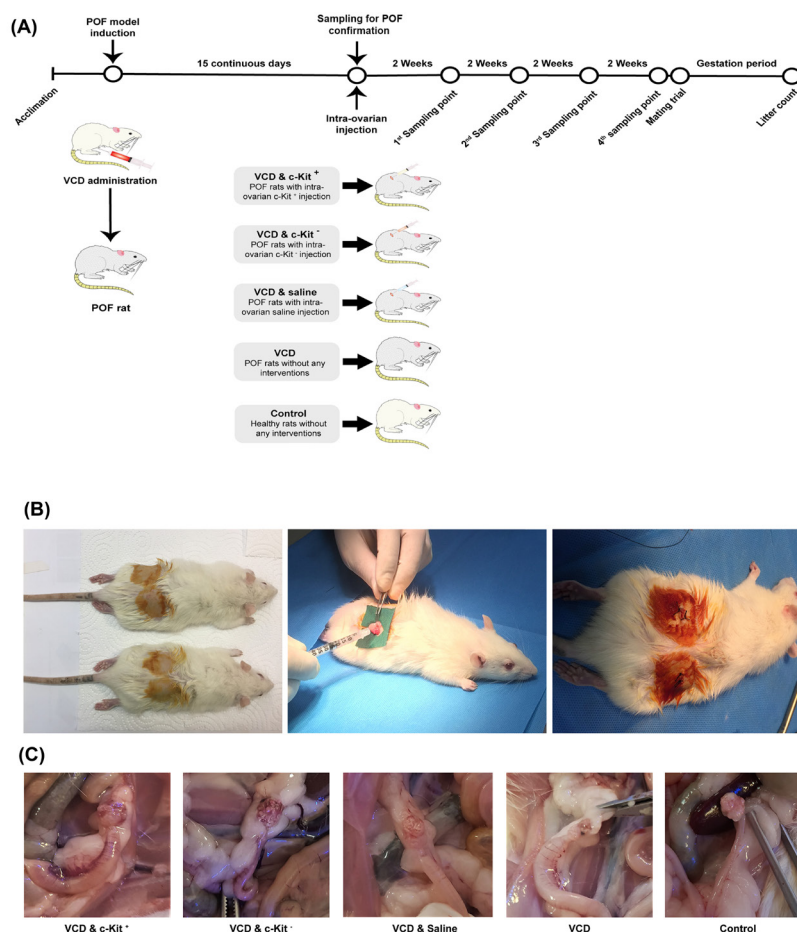 (A)
POF model
induction
Sampling for POF
confirmation
15 continuous days
2 Weeks
2 Weeks
2 Weeks
2 Weeks
Gestation period
Acclimation
Intra-ovarian
injection
1st Sampling point
2nd Sampling point
3rd Sampling point
4th sampling point
Mating trial
Litter count
VCD administration
POF rat
VCD & c-Kit +
POF rats with intra-
ovarian c-Kit + injection
VCD & c-Kit -
POF rats with intra-
ovarian c-Kit - injection
VCD & saline
POF rats with intra-
ovarian saline injection
VCD
POF rats without any
interventions
Control
Healthy rats without
any interventions
(B)
(C)
VCD & c-Kit +
VCD & c-Kit -
VCD & Saline
VCD
Control